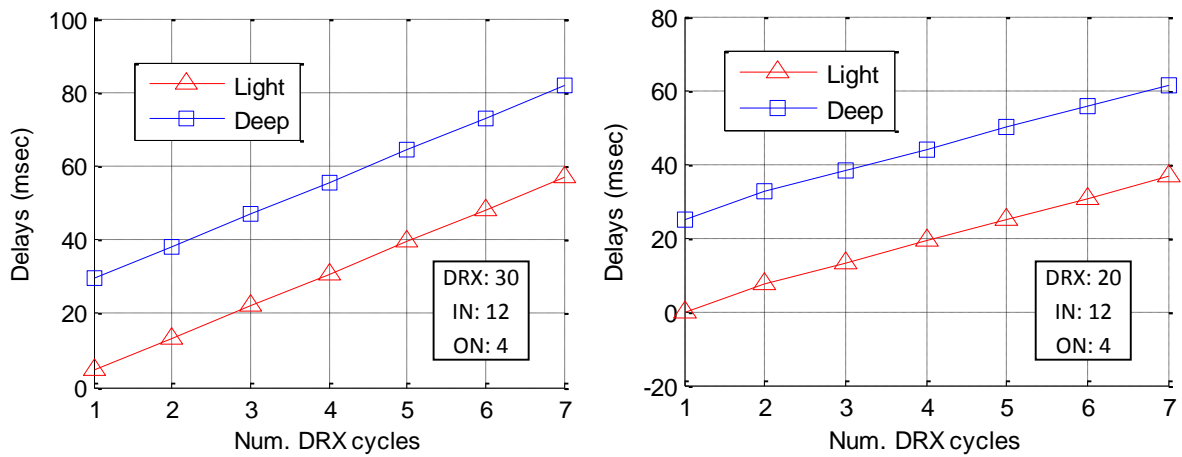 100
80
60
40
20
0
Delays (msec)
Light
Deep
DRX: 30
IN: 12
ON: 4
1 2 3 4 5 6 7
Num. DRX cycles
80
60
40
20
0
-20
Delays (msec)
Light
Deep
DRX: 20
IN: 12
ON: 4
1 2 3 4 5 6 7
Num. DRX cycles